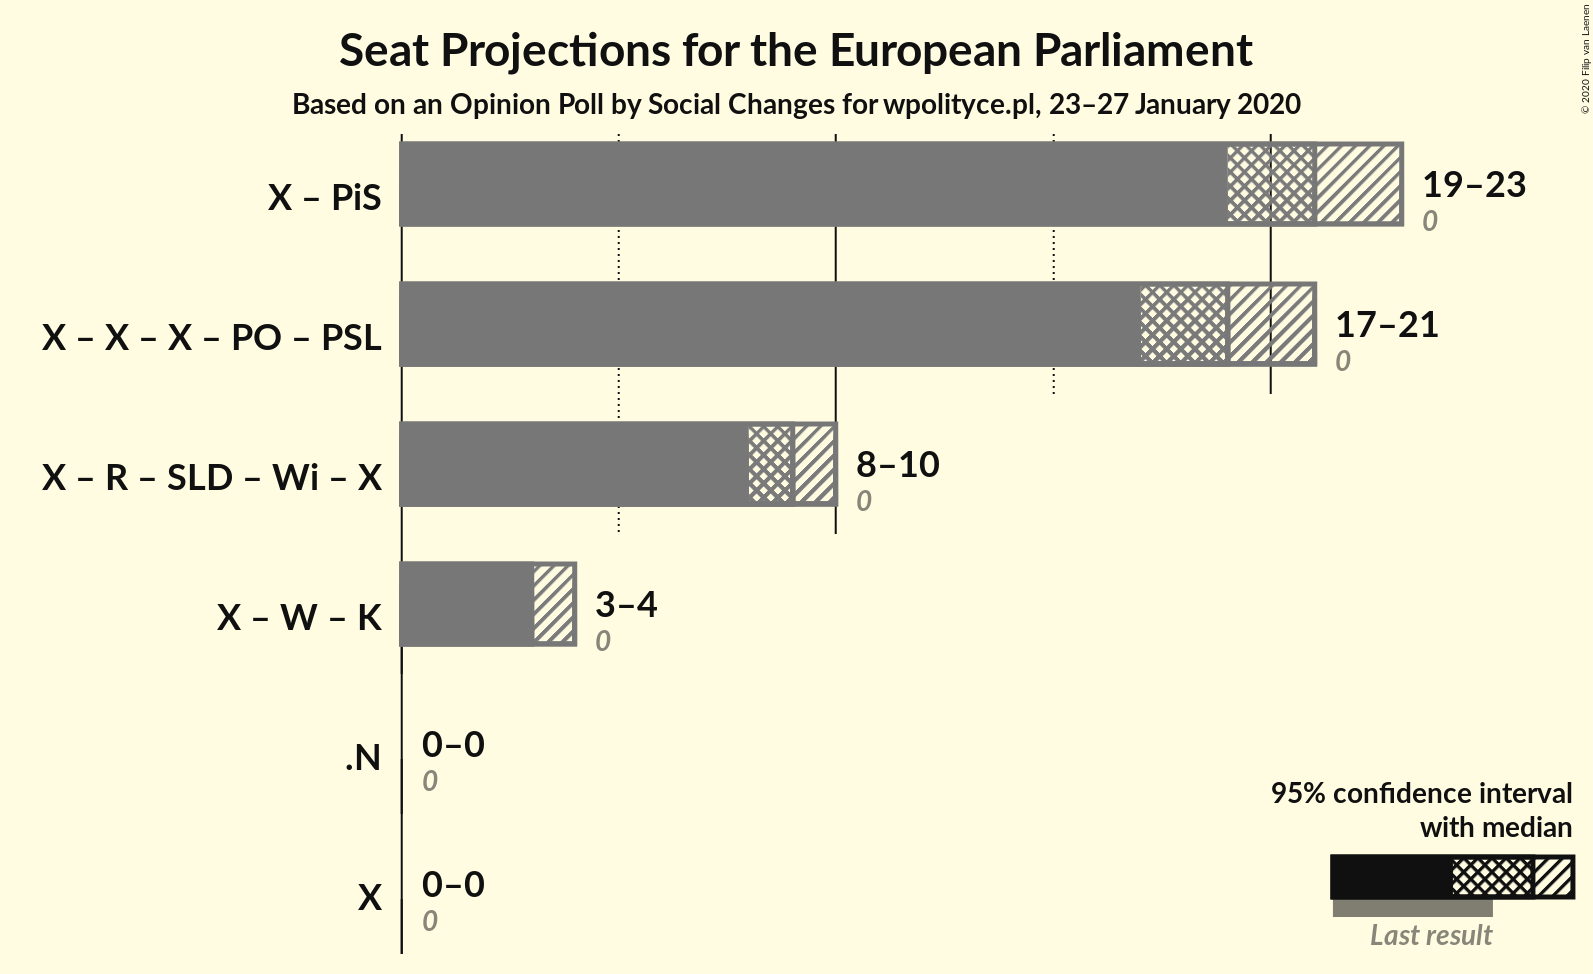 Seat Projections for the European Parliament
Based on an Opinion Poll by Social Changes for wpolityce.pl, 23–27 January 2020
© 2020 Filip van Laenen
X – PiS
19–23
0
X – X – X – PO – PSL
17–21
0
X – R – SLD – Wi – X
8–10
0
X – W – K
3–4
0
.N
0–0
0
X
0–0
0
95% confidence interval
with median
Last result